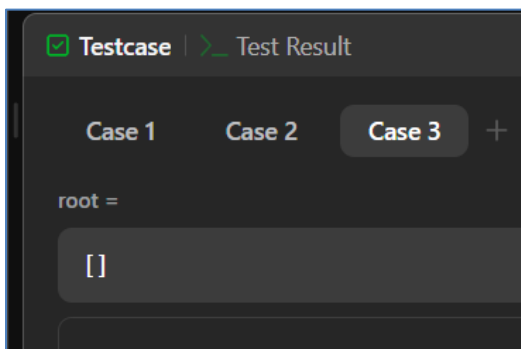 Testcase | >_ Test Result
Case 1 Case 2 Case 3 +
root =
[]